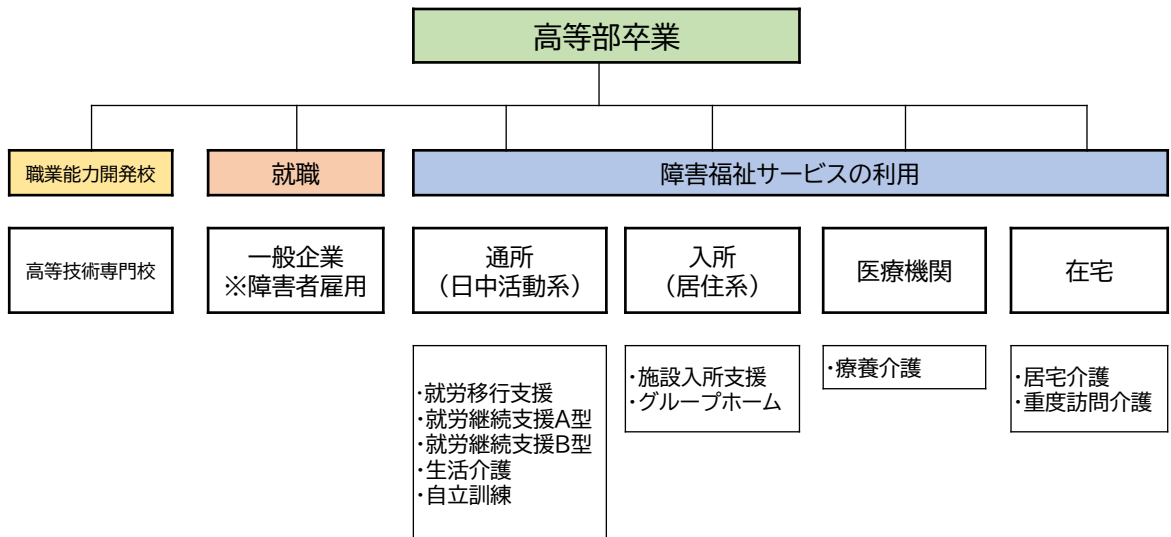 高等部卒業
職業能力開発校
就職
障害福祉サービスの利用
高等技術専門校
一般企業
※障害者雇用
通所
（日中活動系）
入所
（居住系）
医療機関
在宅
・就労移行支援
・就労継続支援A型
・就労継続支援B型
・生活介護
・自立訓練
・施設入所支援
・グループホーム
・療養介護
・居宅介護
・重度訪問介護